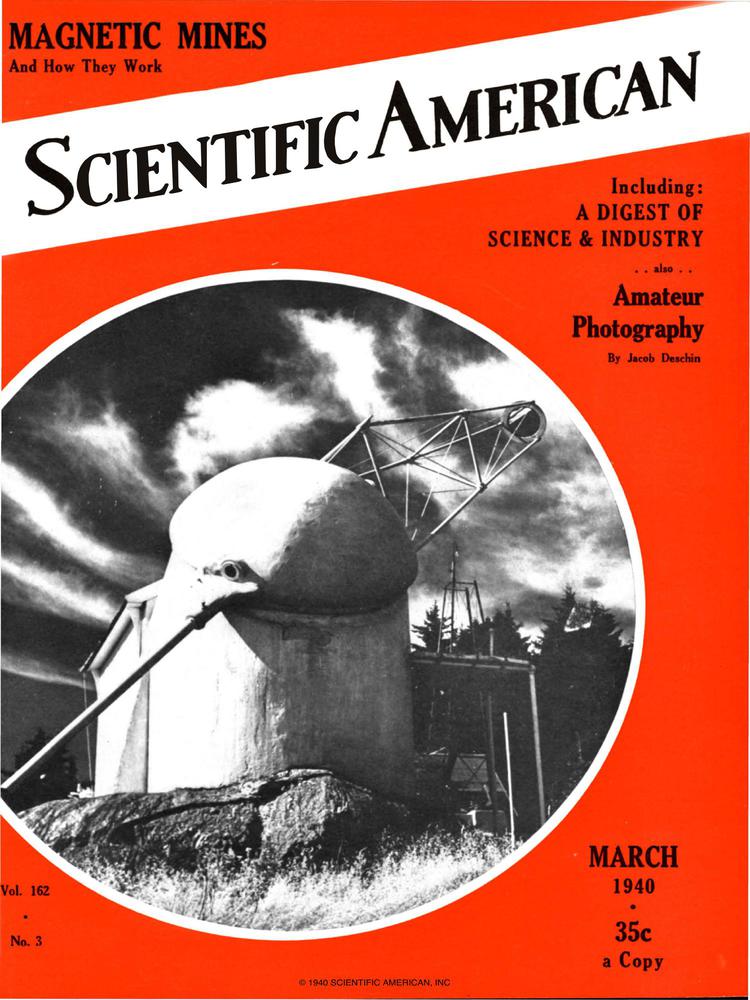 MAGNETIC MINES
And How They Work
SCIENTIFIC AMERICAN
Including:
A DIGEST OF
SCIENCE & INDUSTRY
. . also . .
Amateur
Photography
By Jacob Deschin
MARCH
1940
•
35c
a Copy
Vol. 162
•
No. 3
© 1940 SCIENTIFIC AMERICAN, INC